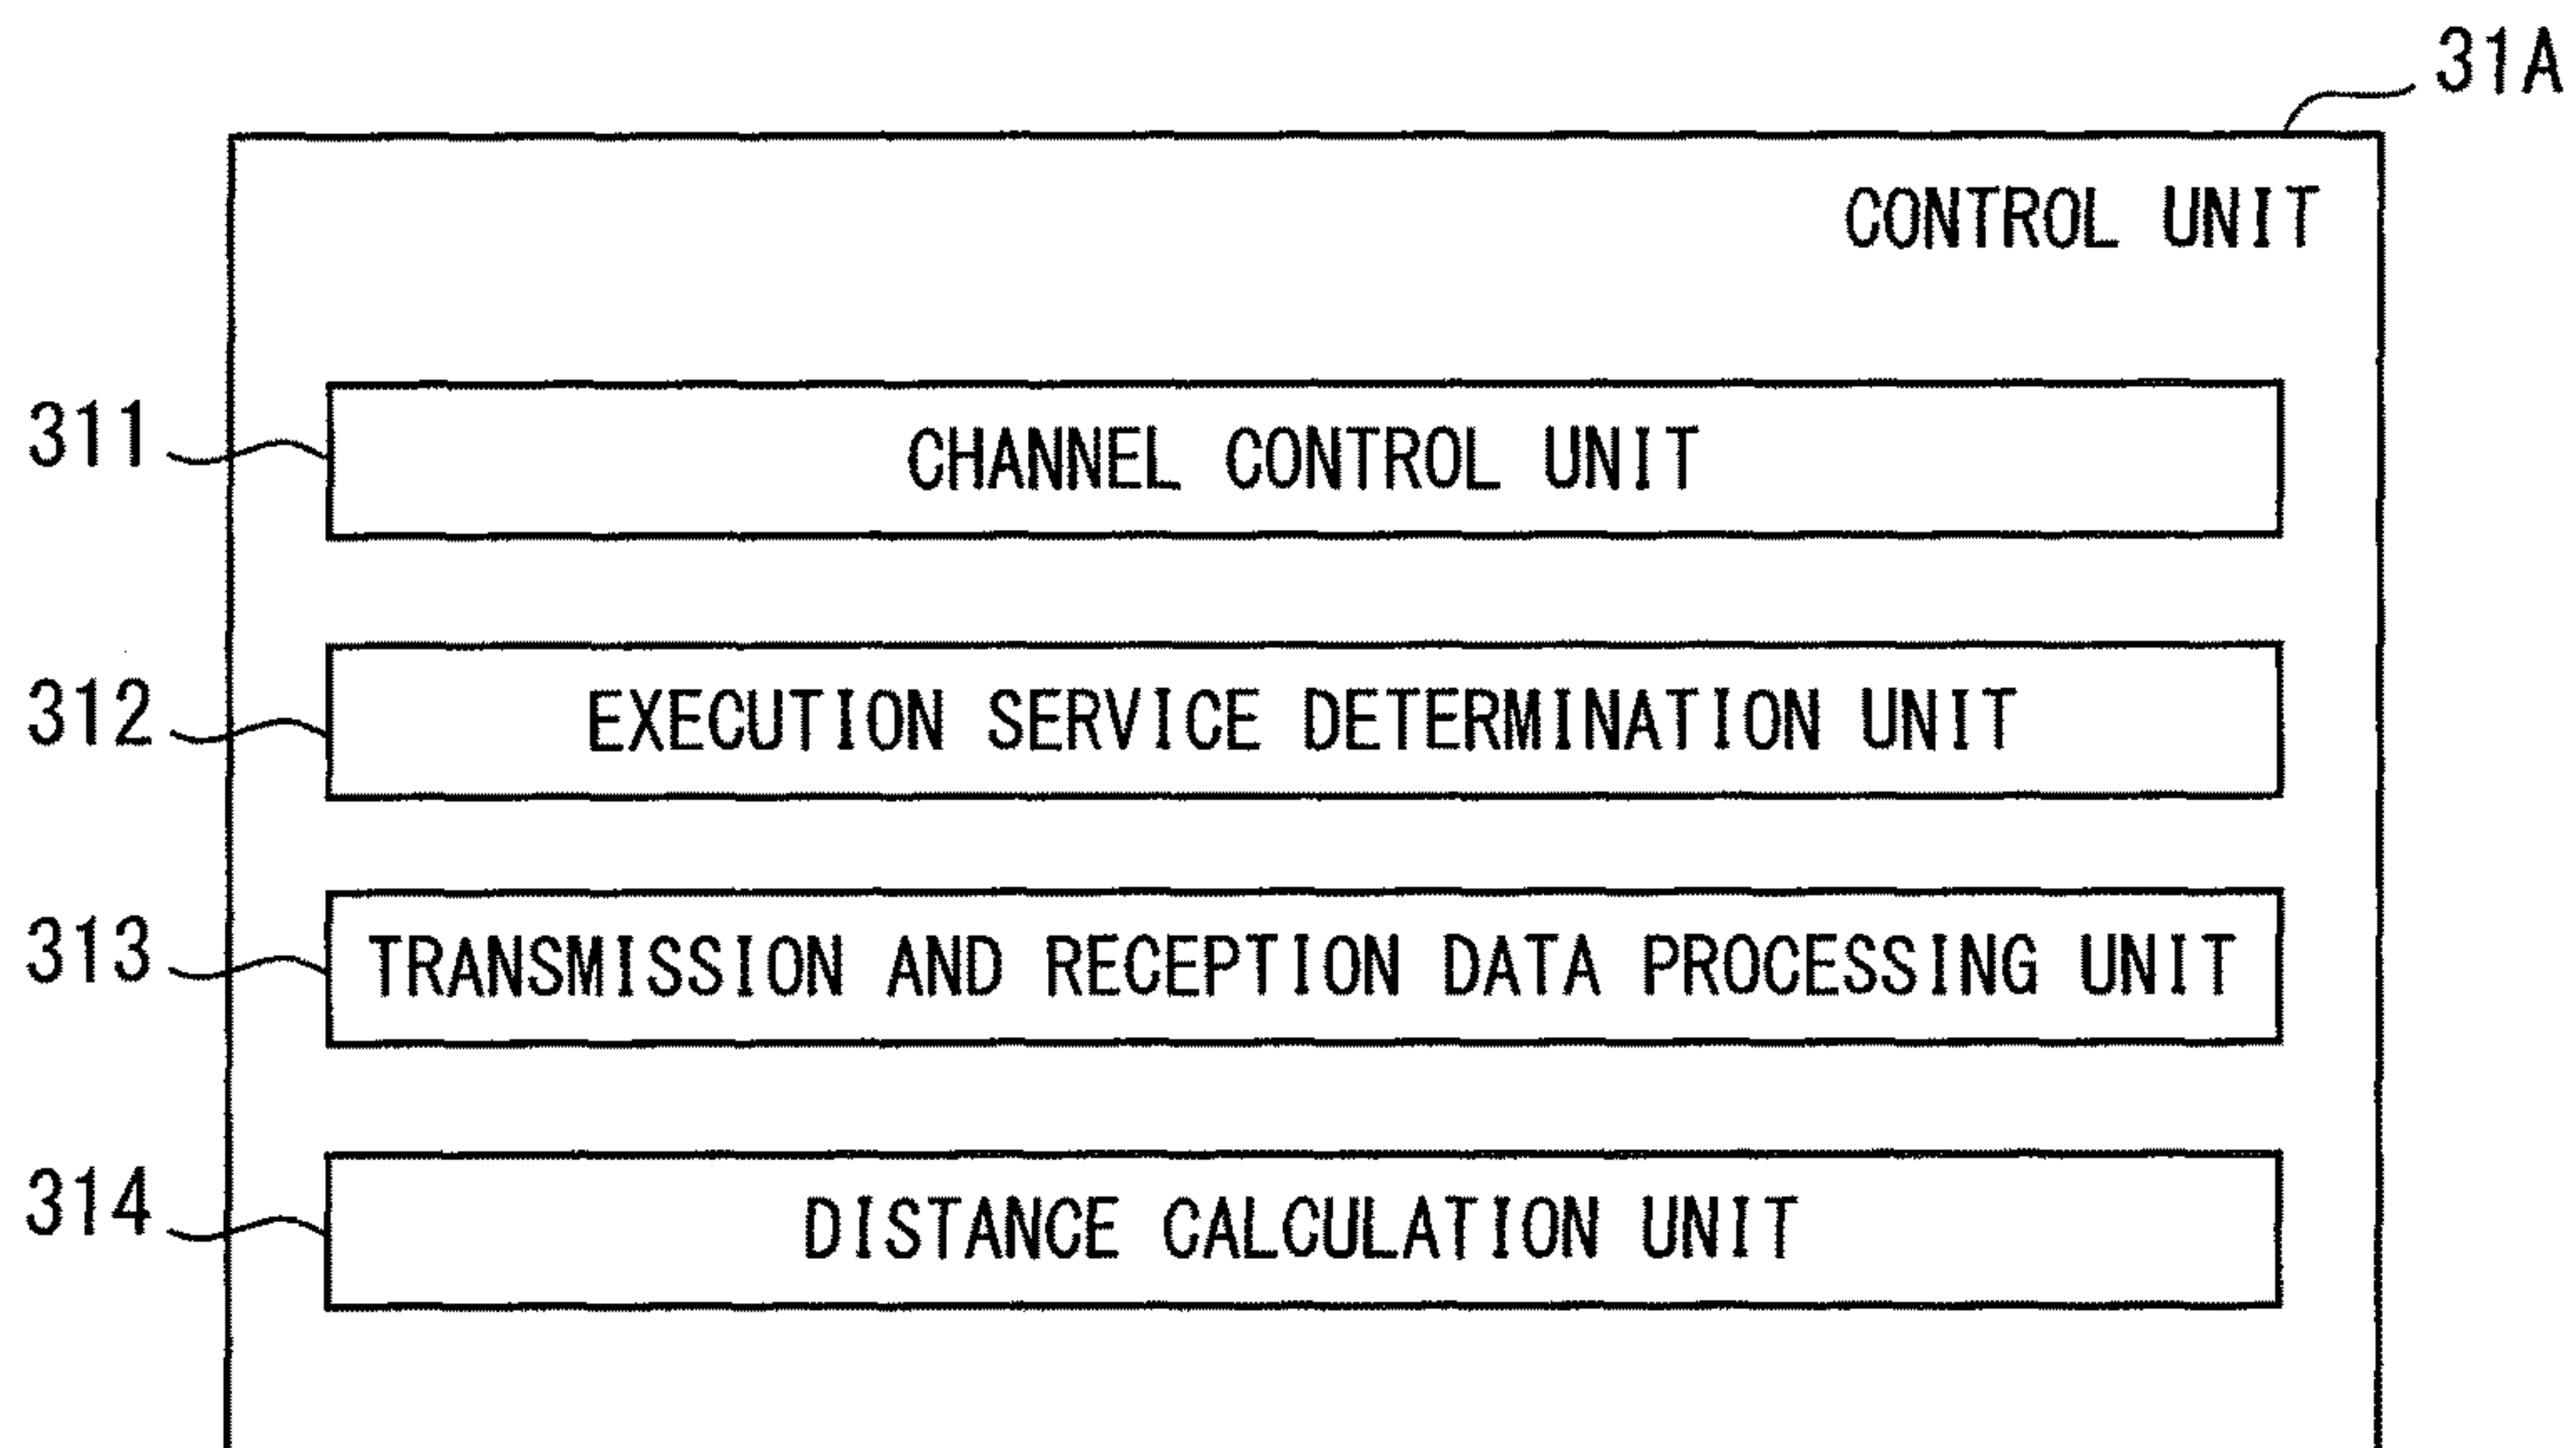 31A
CONTROL UNIT
311 CHANNEL CONTROL UNIT
312 EXECUTION SERVICE DETERMINATION UNIT
313 TRANSMISSION AND RECEPTION DATA PROCESSING UNIT
314 DISTANCE CALCULATION UNIT